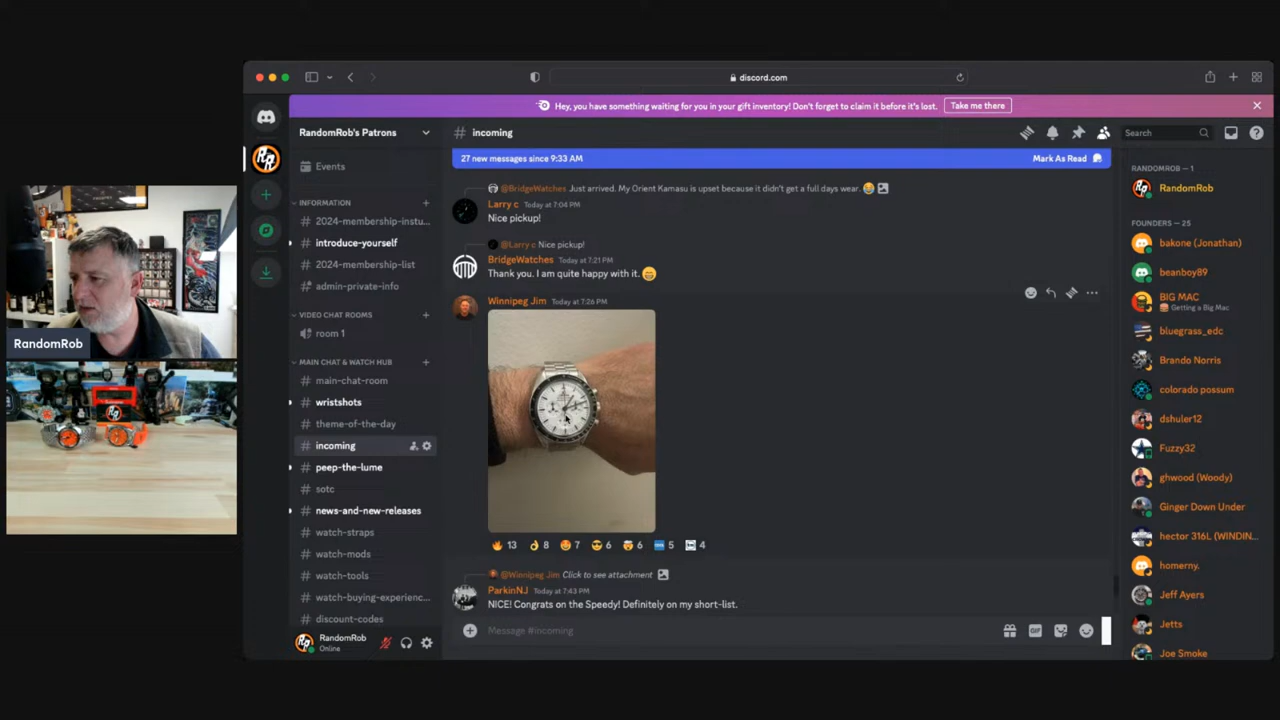 discord.com
Hey, you have something waiting for you in your gift inventory! Don't forget to claim it before it's lost.
Take me there
RandomRob's Patrons
# incoming
Search
27 new messages since 9:33 AM
Mark As Read
Events
INFORMATION
2024-membership-instu...
introduce-yourself
2024-membership-list
admin-private-info
VIDEO CHAT ROOMS
room 1
MAIN CHAT & WATCH HUB
main-chat-room
wristshots
theme-of-the-day
incoming
peep-the-lume
sotc
news-and-new-releases
watch-straps
watch-mods
watch-tools
watch-buying-experienc...
discount-codes
RandomRob
Online
@BridgeWatches Just arrived. My Orient Kamasu is upset because it didn't get a full days wear.
Larry c Today at 7:04 PM
Nice pickup!
@Larry c Nice pickup!
BridgeWatches Today at 7:21 PM
Thank you. I am quite happy with it.
Winnipeg Jim Today at 7:26 PM
13 8 7 6 6 5 4
@Winnipeg Jim Click to see attachment
ParkinNJ Today at 7:43 PM
NICE! Congrats on the Speedy! Definitely on my short-list.
Message #incoming
GIF
RANDOMROB — 1
RandomRob
FOUNDERS — 25
bakone (Jonathan)
beanboy89
BIG MAC
Getting a Big Mac
bluegrass_edc
Brando Norris
colorado possum
dshuler12
Fuzzy32
ghwood (Woody)
Ginger Down Under
hector 316L (WINDIN...
homerny.
Jeff Ayers
Jetts
Joe Smoke
RandomRob